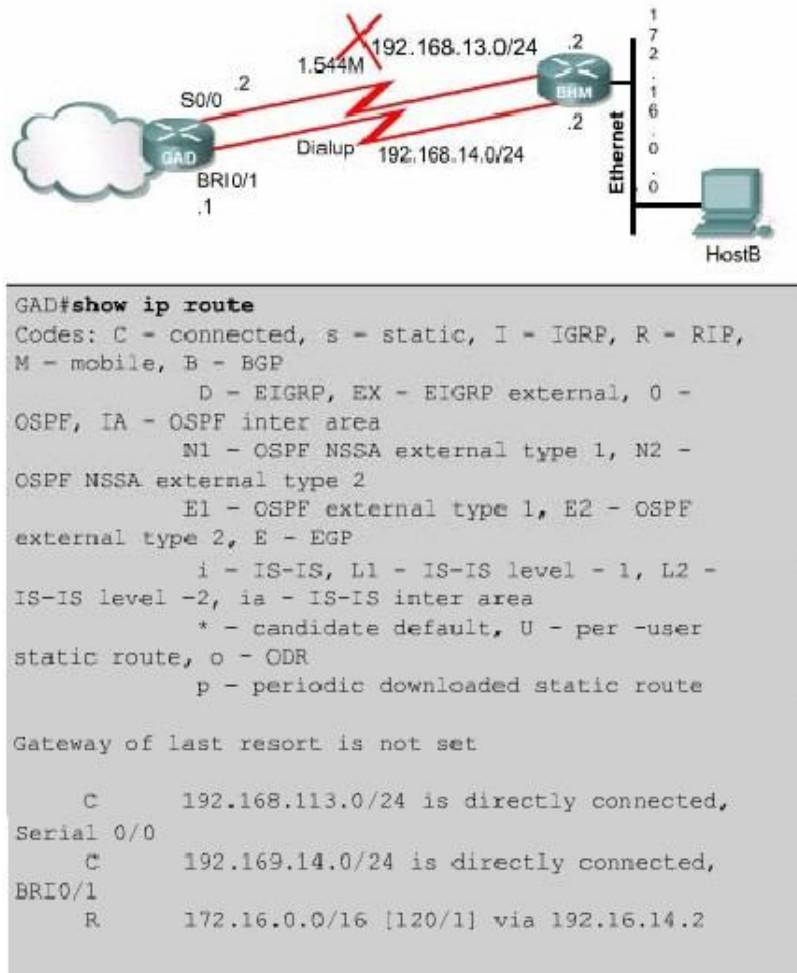 192.168.13.0/24
.2
1.544M
.2
S0/0
BHM
.2
GAD
Dialup
192.168.14.0/24
BRI0/1
.1
Ethernet
172.16.0.0
HostB
GAD#show ip route
Codes: C - connected, s - static, I - IGRP, R - RIP,
M - mobile, B - BGP
D - EIGRP, EX - EIGRP external, 0 -
OSPF, IA - OSPF inter area
N1 - OSPF NSSA external type 1, N2 -
OSPF NSSA external type 2
E1 - OSPF external type 1, E2 - OSPF
external type 2, E - EGP
i - IS-IS, L1 - IS-IS level - 1, L2 -
IS-IS level -2, ia - IS-IS inter area
* - candidate default, U - per -user
static route, o - ODR
p - periodic downloaded static route
Gateway of last resort is not set
C 192.168.113.0/24 is directly connected,
Serial 0/0
C 192.169.14.0/24 is directly connected,
BRI0/1
R 172.16.0.0/16 [120/1] via 192.16.14.2